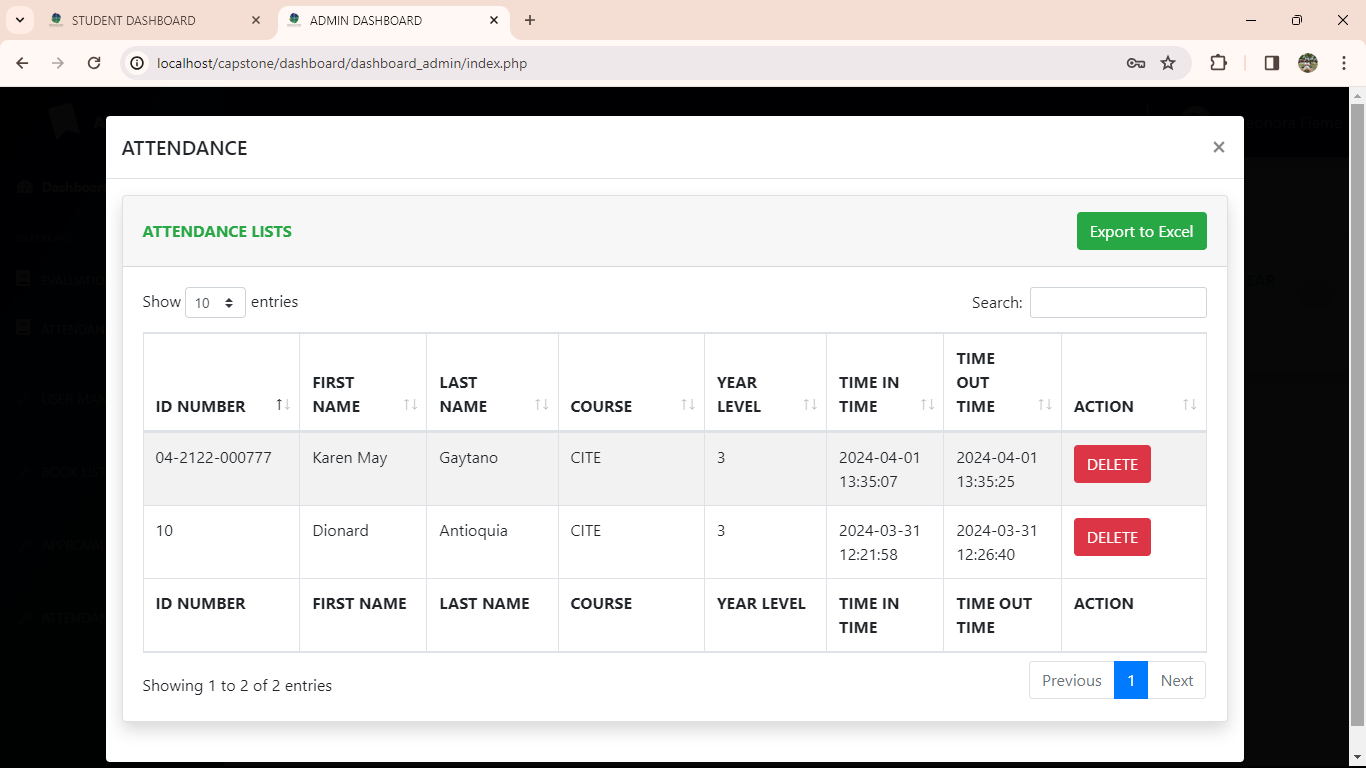 STUDENT DASHBOARD
ADMIN DASHBOARD
localhost/capstone/dashboard/dashboard_admin/index.php
ATTENDANCE
×
Dashboard
ATTENDANCE LISTS
Export to Excel
Show 10 entries
Search:
ID NUMBER
FIRST NAME
LAST NAME
COURSE
YEAR LEVEL
TIME IN TIME
TIME OUT TIME
ACTION
04-2122-000777 Karen May Gaytano CITE 3 2024-04-01 13:35:07 2024-04-01 13:35:25 DELETE
10 Dionard Antioquia CITE 3 2024-03-31 12:21:58 2024-03-31 12:26:40 DELETE
ID NUMBER FIRST NAME LAST NAME COURSE YEAR LEVEL TIME IN TIME TIME OUT TIME ACTION
Showing 1 to 2 of 2 entries
Previous 1 Next